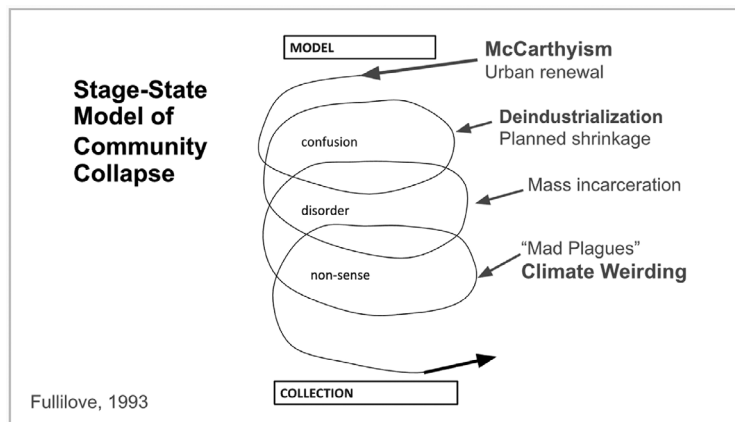 MODEL
McCarthyism
Urban renewal
Stage-State
Model of
Community
Collapse
Deindustrialization
Planned shrinkage
confusion
Mass incarceration
disorder
“Mad Plagues”
Climate Weirding
non-sense
COLLECTION
Fullilove, 1993